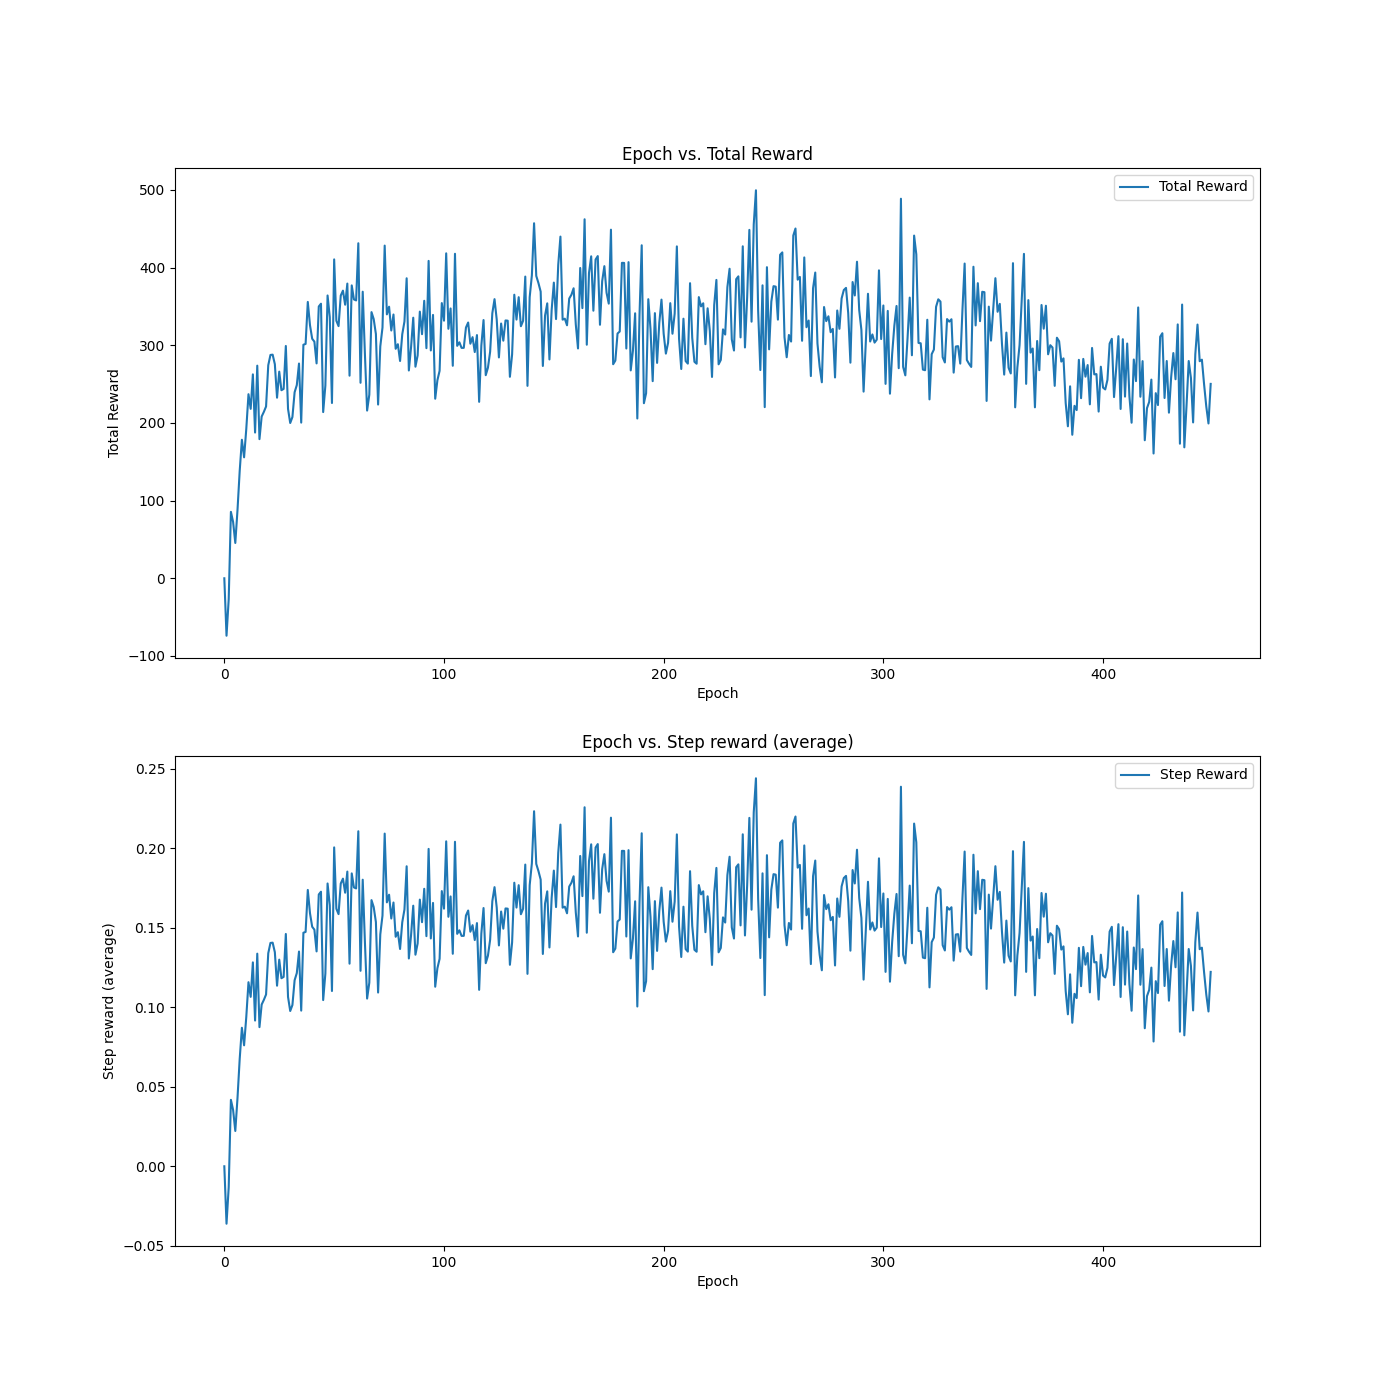 Epoch vs. Total Reward
Total Reward
500
400
300
200
100
0
−100
Total Reward
0 100 200 300 400
Epoch
Epoch vs. Step reward (average)
Step Reward
0.25
0.20
0.15
0.10
0.05
0.00
−0.05
Step reward (average)
0 100 200 300 400
Epoch